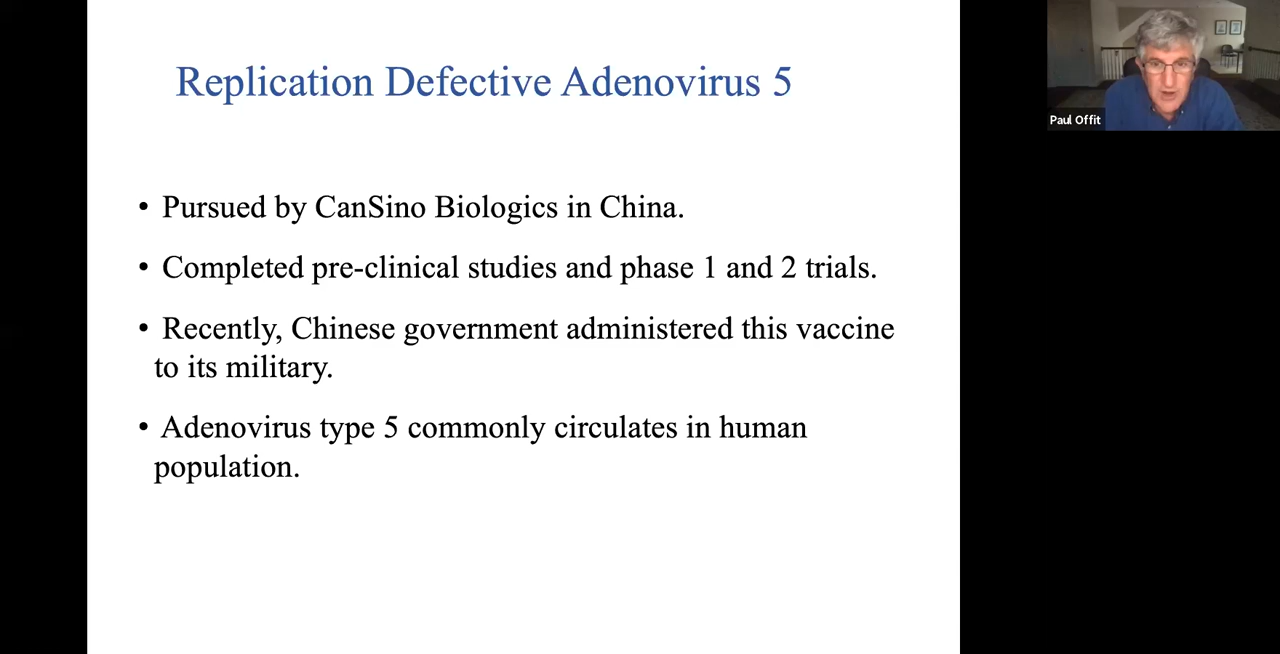 Replication Defective Adenovirus 5
• Pursued by CanSino Biologics in China.
• Completed pre-clinical studies and phase 1 and 2 trials.
• Recently, Chinese government administered this vaccine
to its military.
• Adenovirus type 5 commonly circulates in human
population.
Paul Offit